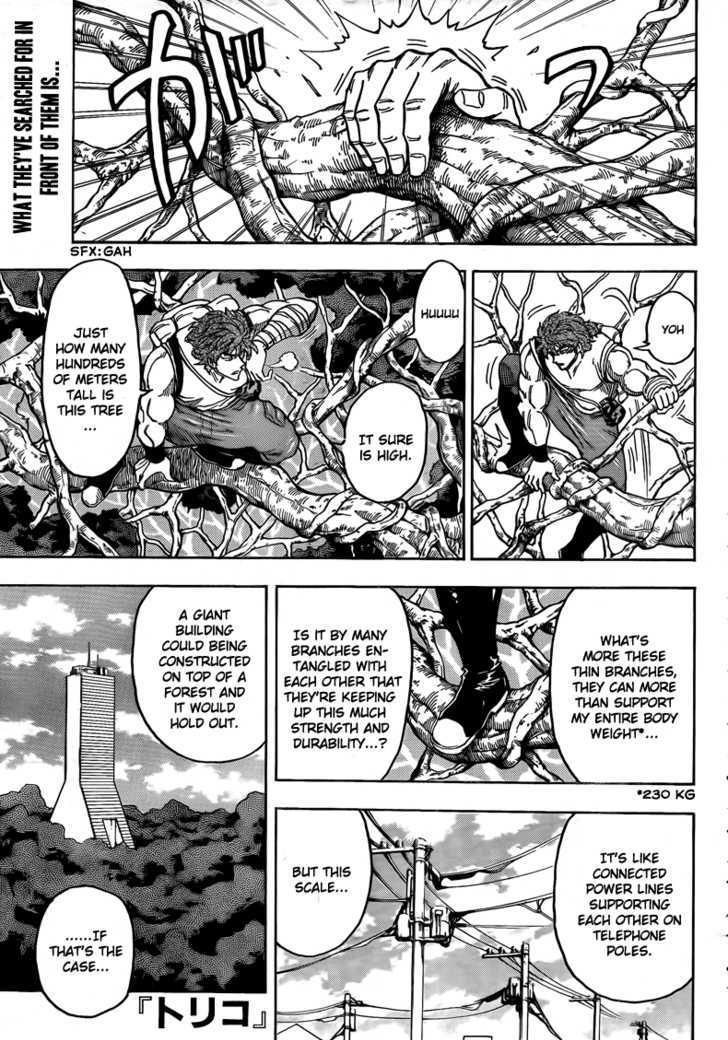 WHAT THEY'VE SEARCHED FOR IN
FRONT OF THEM IS...
ガッ
SFX: GAH
YOH
HUUUU
IT SURE
IS HIGH.
JUST
HOW MANY
HUNDREDS
OF METERS
TALL IS
THIS TREE
...
WHAT'S
MORE THESE
THIN BRANCHES,
THEY CAN MORE
THAN SUPPORT
MY ENTIRE BODY
WEIGHT*...
*230 KG
IS IT BY MANY
BRANCHES EN-
TANGLED WITH
EACH OTHER THAT
THEY'RE KEEPING
UP THIS MUCH
STRENGTH AND
DURABILITY...?
IT'S LIKE
CONNECTED
POWER LINES
SUPPORTING
EACH OTHER ON
TELEPHONE
POLES.
BUT THIS
SCALE...
A GIANT
BUILDING
COULD BEING
CONSTRUCTED
ON TOP OF A
FOREST AND
IT WOULD
HOLD OUT.
......IF
THAT'S THE
CASE...
『トリコ』